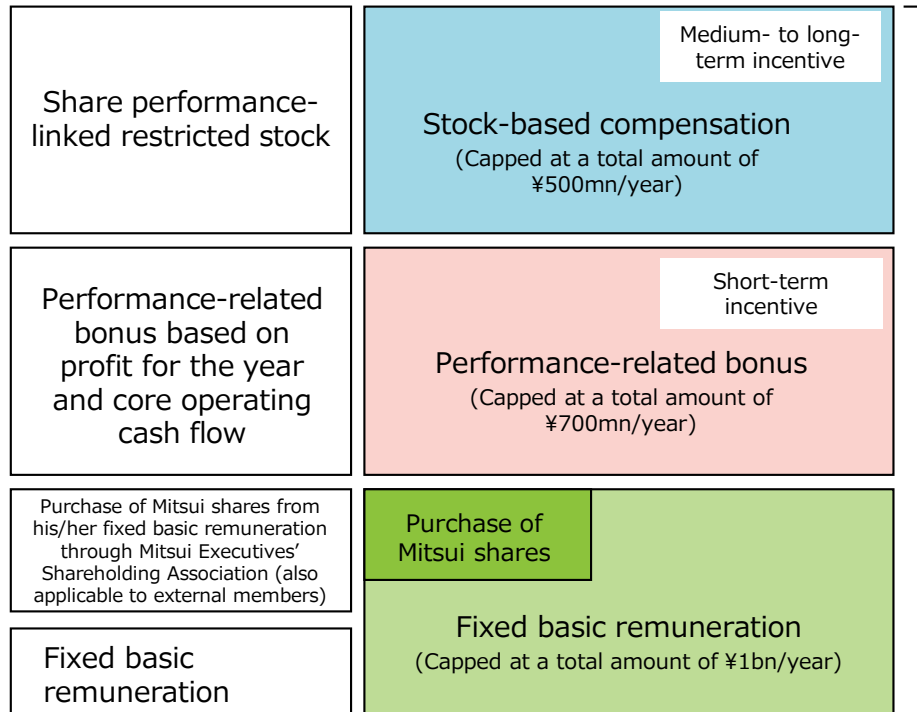 Share performance-
linked restricted stock
Medium- to long-
term incentive
Stock-based compensation
(Capped at a total amount of
¥500mn/year)
Performance-related
bonus based on
profit for the year
and core operating
cash flow
Short-term
incentive
Performance-related bonus
(Capped at a total amount of
¥700mn/year)
Purchase of Mitsui shares from
his/her fixed basic remuneration
through Mitsui Executives’
Shareholding Association (also
applicable to external members)
Purchase of
Mitsui shares
Fixed basic
remuneration
Fixed basic remuneration
(Capped at a total amount of ¥1bn/year)